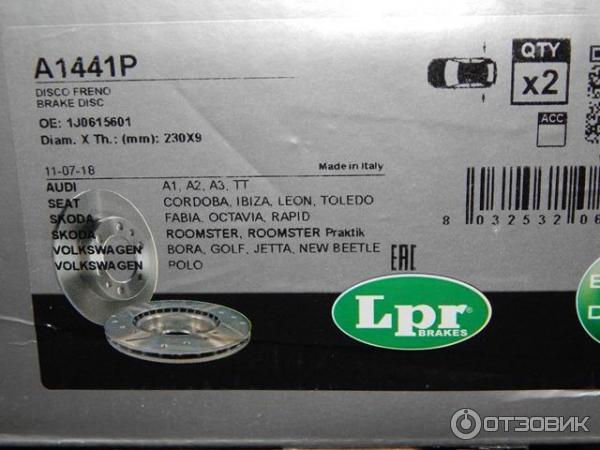 A1441P
DISCO FRENO
BRAKE DISC
OE: 1J0615601
Diam. X Th.: (mm): 230X9
QTY
x2
ACC
11-07-18
Made in Italy
AUDI A1, A2, A3, TT
SEAT CORDOBA, IBIZA, LEON, TOLEDO
SKODA FABIA, OCTAVIA, RAPID
SKODA ROOMSTER, ROOMSTER Praktik
VOLKSWAGEN BORA, GOLF, JETTA, NEW BEETLE
VOLKSWAGEN POLO
EAC
8 032532 06
Lpr
BRAKES
ОТЗОВИК